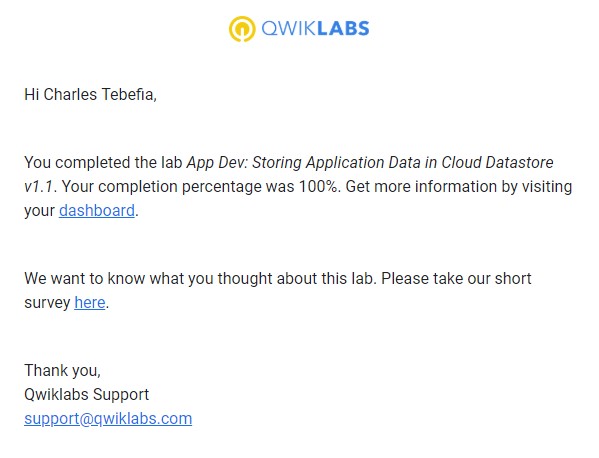 QWIKLABS
Hi Charles Tebefia,
You completed the lab App Dev: Storing Application Data in Cloud Datastore
v1.1. Your completion percentage was 100%. Get more information by visiting
your dashboard.
We want to know what you thought about this lab. Please take our short
survey here.
Thank you,
Qwiklabs Support
support@qwiklabs.com